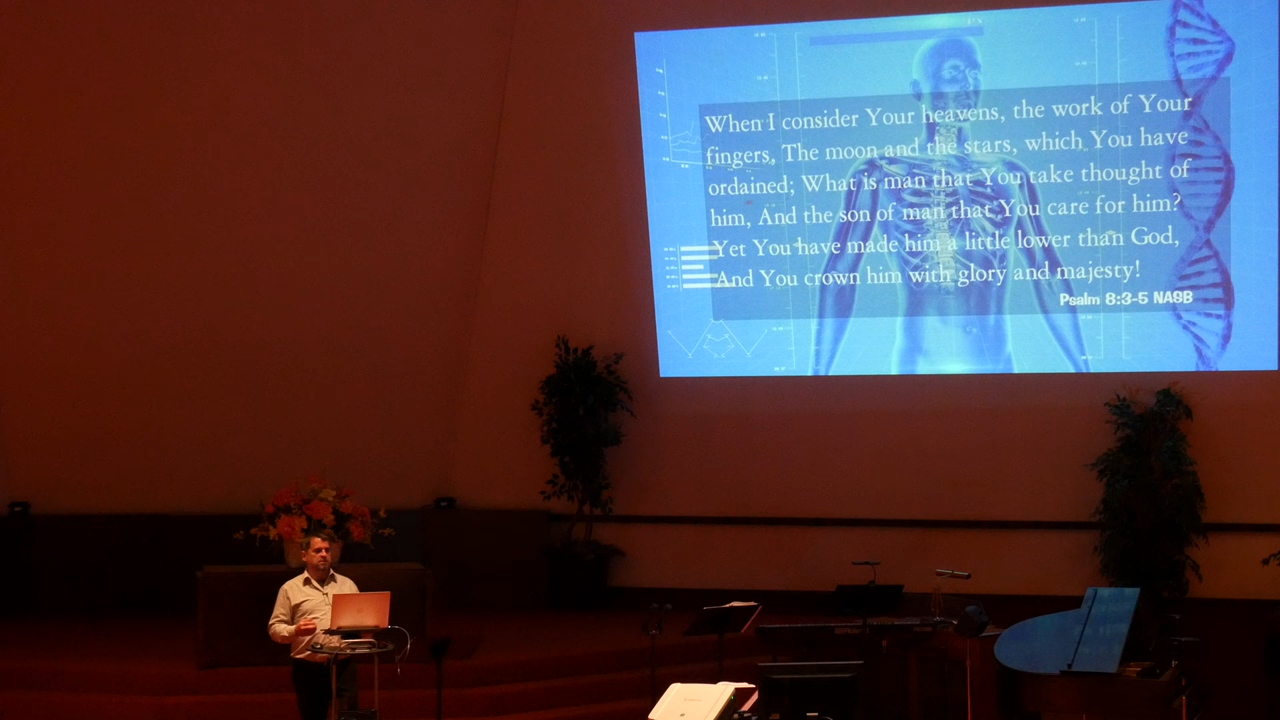 When I consider Your heavens, the work of Your
fingers, The moon and the stars, which You have
ordained; What is man that You take thought of
him, And the son of man that You care for him?
Yet You have made him a little lower than God,
And You crown him with glory and majesty!
Psalm 8:3-5 NASB